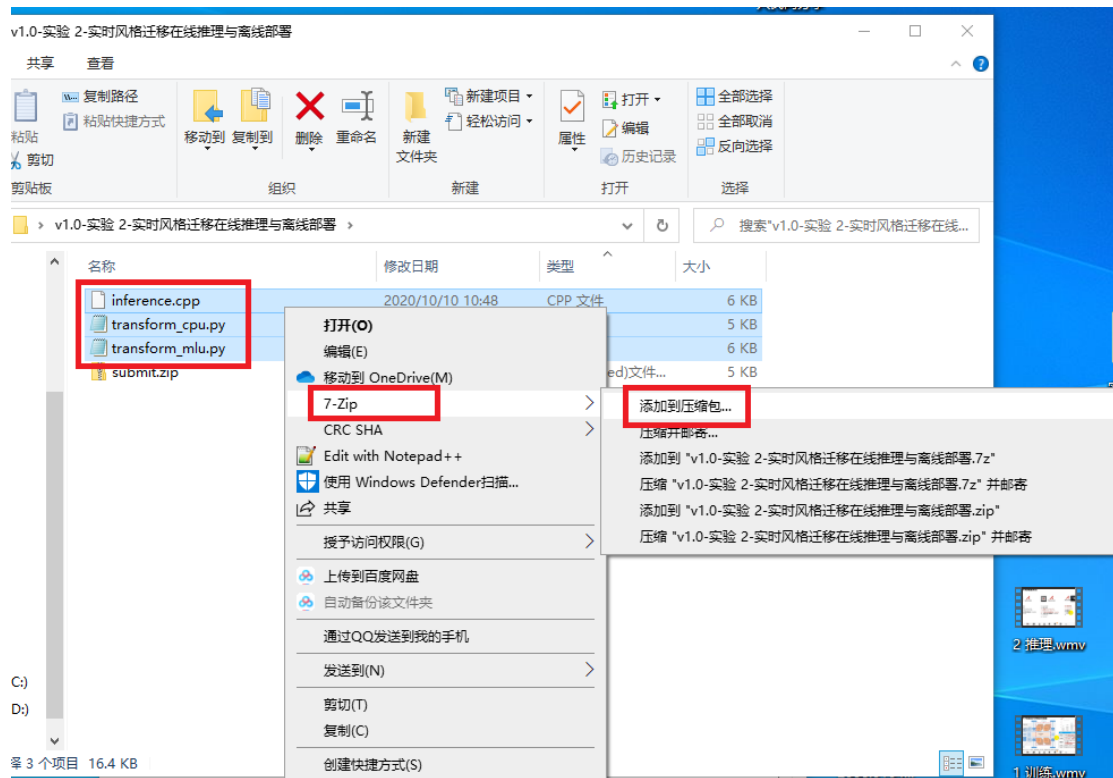 v1.0-实验 2-实时风格迁移在线推理与离线部署
共享 查看
复制路径
粘贴快捷方式
粘贴
剪切
移动到 复制到
删除 重命名
新建
文件夹
新建项目
轻松访问
属性
打开
编辑
历史记录
全部选择
全部取消
反向选择
剪贴板 组织 新建 打开 选择
v1.0-实验 2-实时风格迁移在线推理与离线部署
搜索"v1.0-实验 2-实时风格迁移在线...
名称 修改日期 类型 大小
inference.cpp 2020/10/10 10:48 CPP 文件 6 KB
transform_cpu.py 5 KB
transform_mlu.py 6 KB
submit.zip ed)文件... 5 KB
打开(O)
编辑(E)
移动到 OneDrive(M)
7-Zip
CRC SHA
Edit with Notepad++
使用 Windows Defender扫描...
共享
授予访问权限(G)
上传到百度网盘
自动备份该文件夹
通过QQ发送到我的手机
发送到(N)
剪切(T)
复制(C)
创建快捷方式(S)
添加到压缩包...
压缩并邮寄...
添加到 "v1.0-实验 2-实时风格迁移在线推理与离线部署.7z"
压缩 "v1.0-实验 2-实时风格迁移在线推理与离线部署.7z" 并邮寄
添加到 "v1.0-实验 2-实时风格迁移在线推理与离线部署.zip"
压缩 "v1.0-实验 2-实时风格迁移在线推理与离线部署.zip" 并邮寄
C:)
D:)
择 3 个项目 16.4 KB
2 推理.wmv
1 训练.wmv